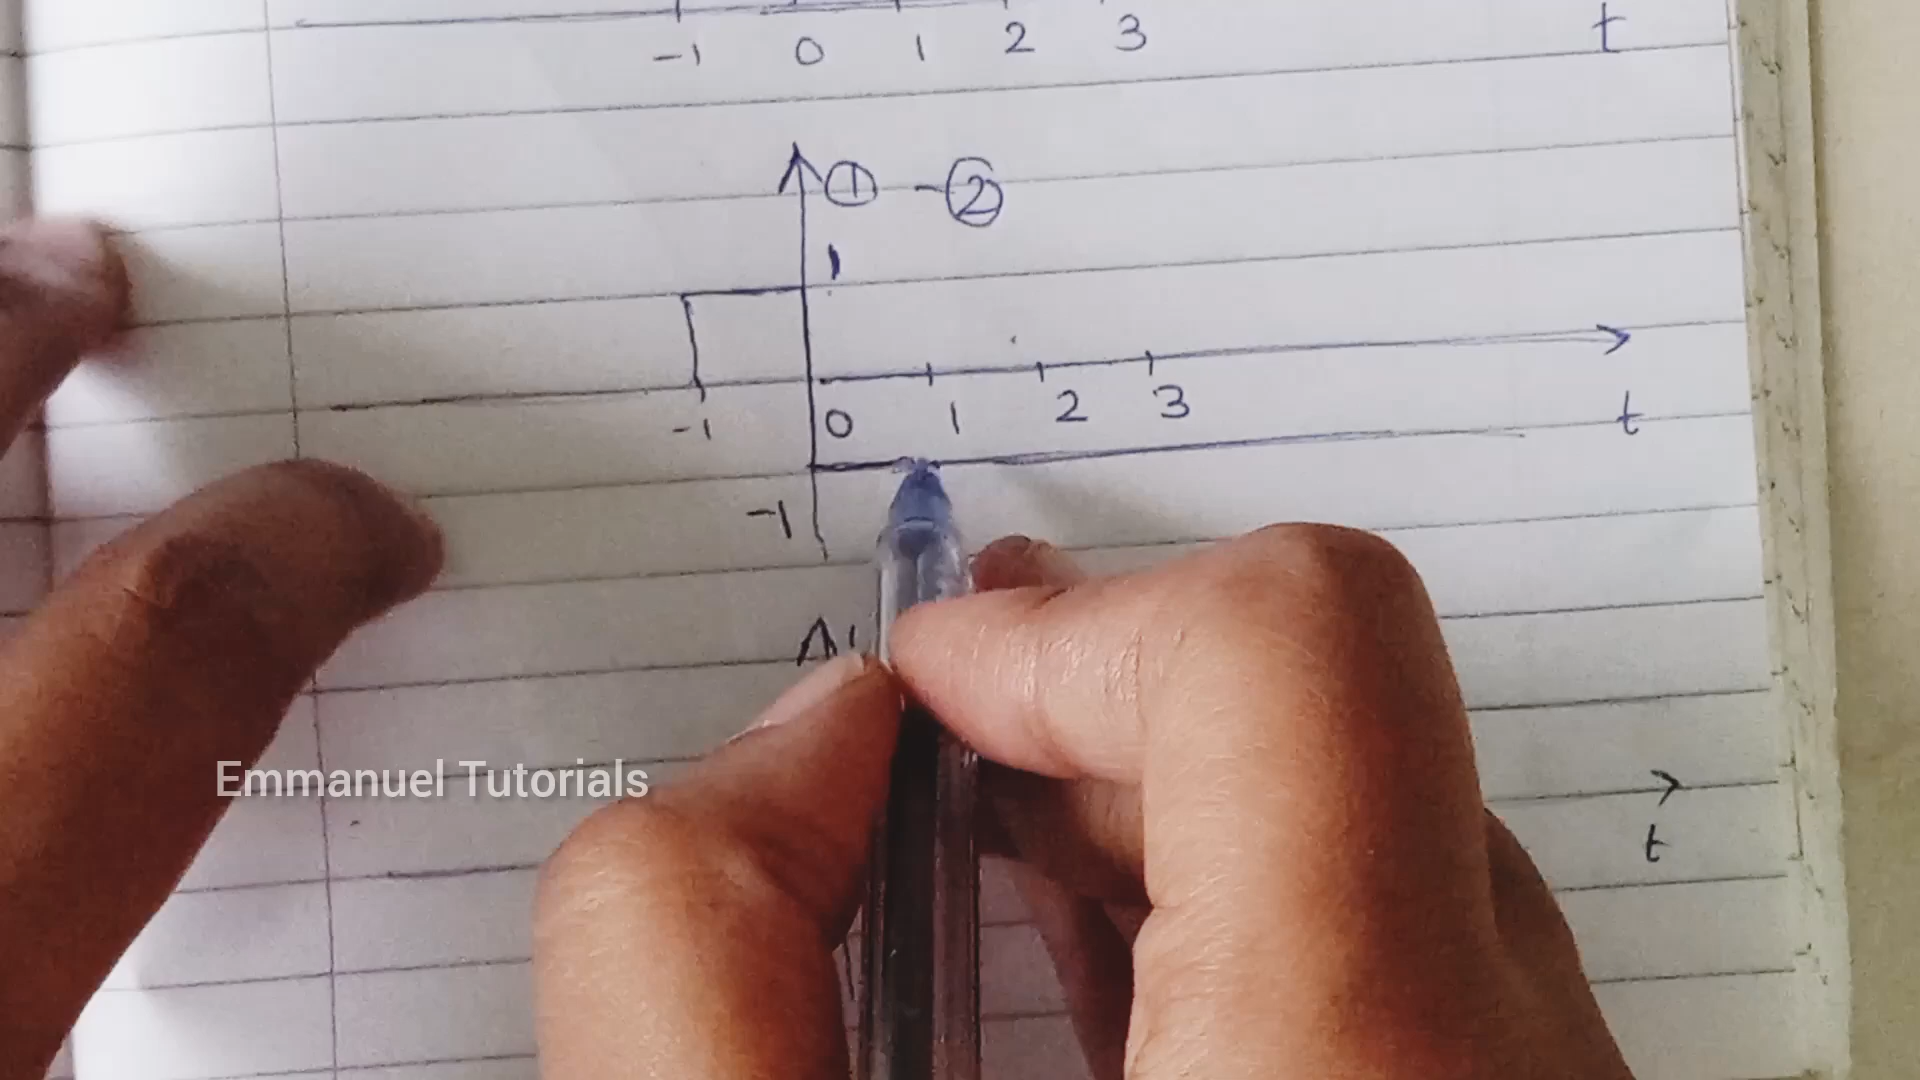 -1 0 1 2 3 t
① -②
1
-1 0 1 2 3 t
-1
Emmanuel Tutorials
t